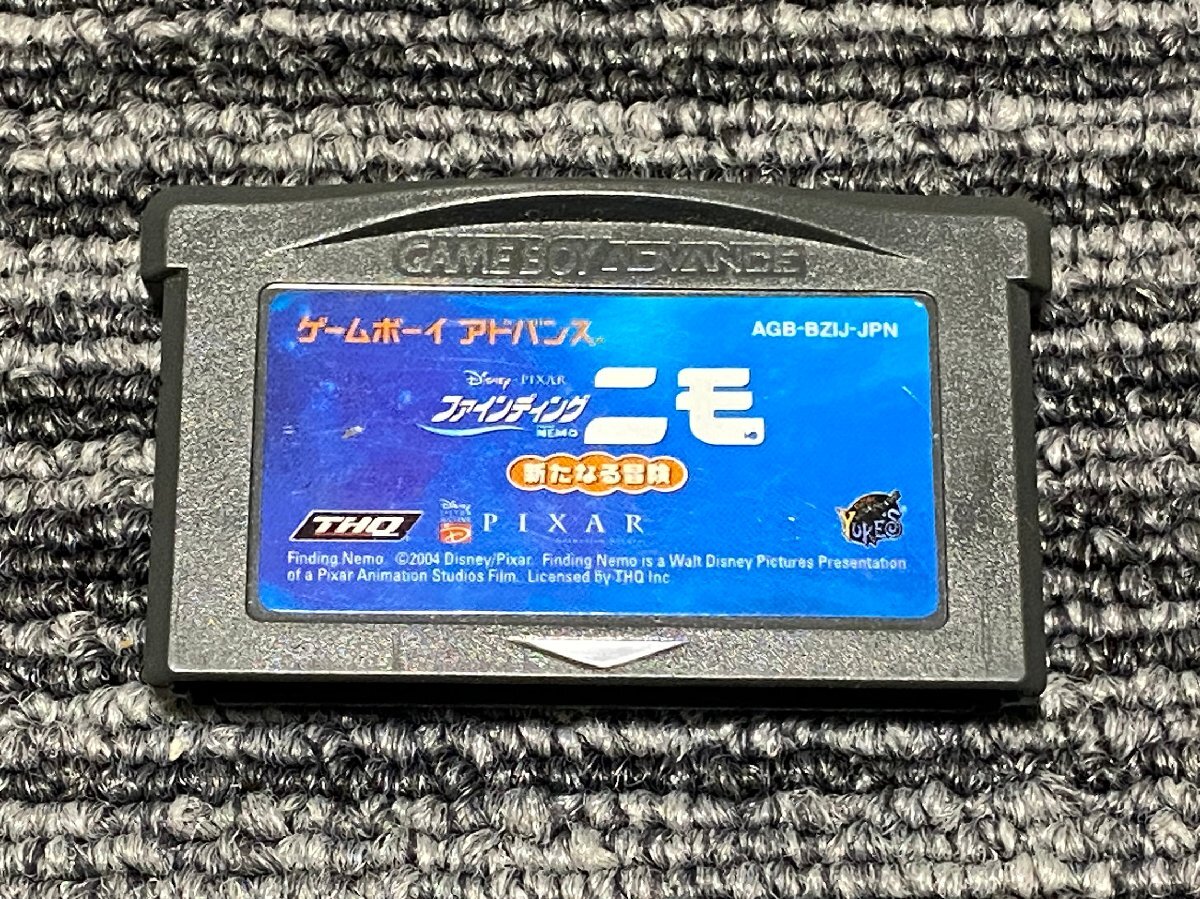 GAME BOY ADVANCE
ゲームボーイ アドバンス
AGB-BZIJ-JPN
Disney · PIXAR
ファインディング ニモ
NEMO
新たなる冒険
THQ
Disney
PIXAR
YUKE'S
Finding Nemo. ©2004 Disney/Pixar. Finding Nemo is a Walt Disney Pictures Presentation
of a Pixar Animation Studios Film. Licensed by THQ Inc